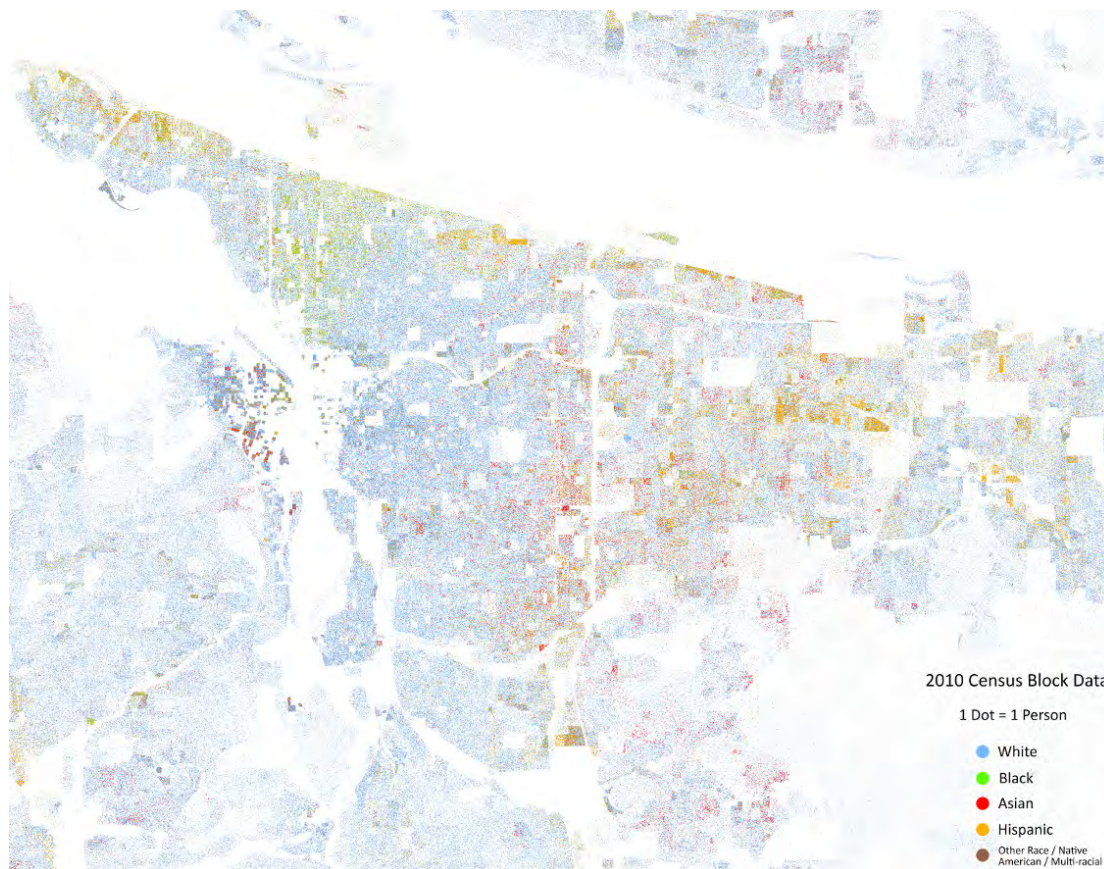 2010 Census Block Data
1 Dot = 1 Person
White
Black
Asian
Hispanic
Other Race / Native
American / Multi-racial